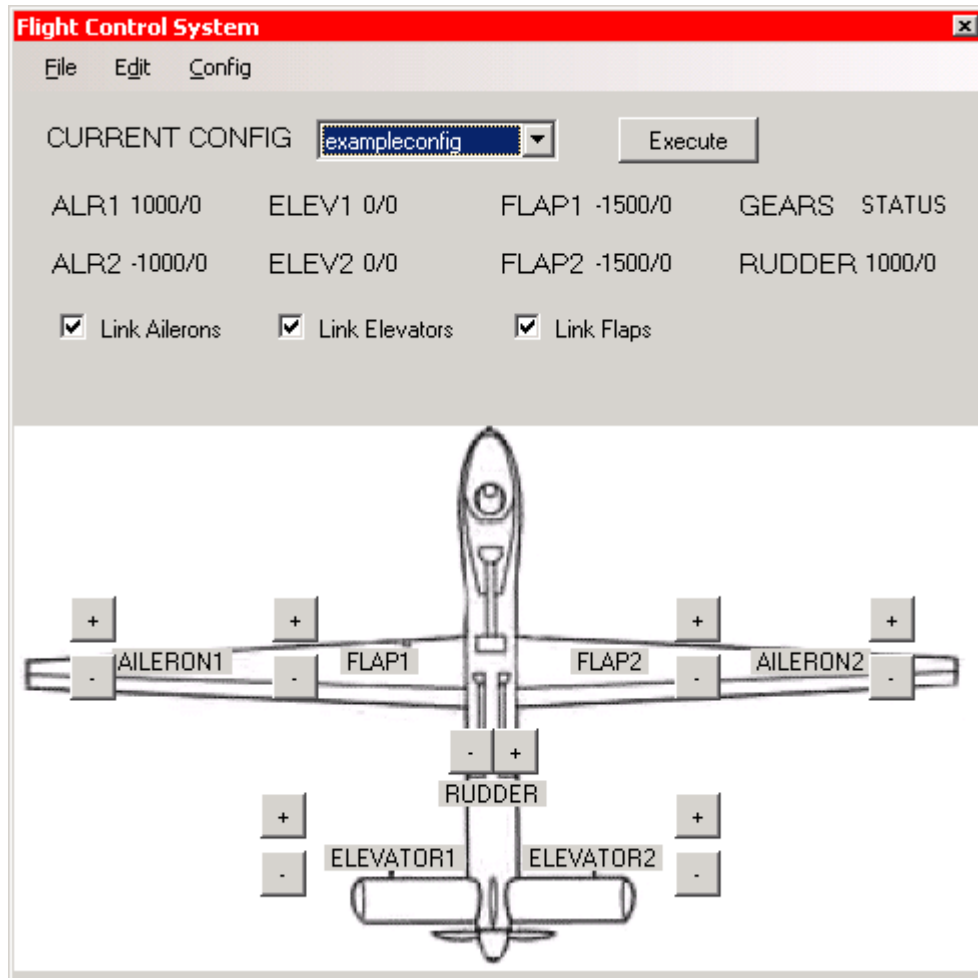 Flight Control System
File Edit Config
CURRENT CONFIG exampleconfig Execute
ALR1 1000/0 ELEV1 0/0 FLAP1 -1500/0 GEARS STATUS
ALR2 -1000/0 ELEV2 0/0 FLAP2 -1500/0 RUDDER 1000/0
Link Ailerons Link Elevators Link Flaps
+ + + +
AILERON1 FLAP1 FLAP2 AILERON2
- - - -
- +
RUDDER
+ +
ELEVATOR1 ELEVATOR2
- -